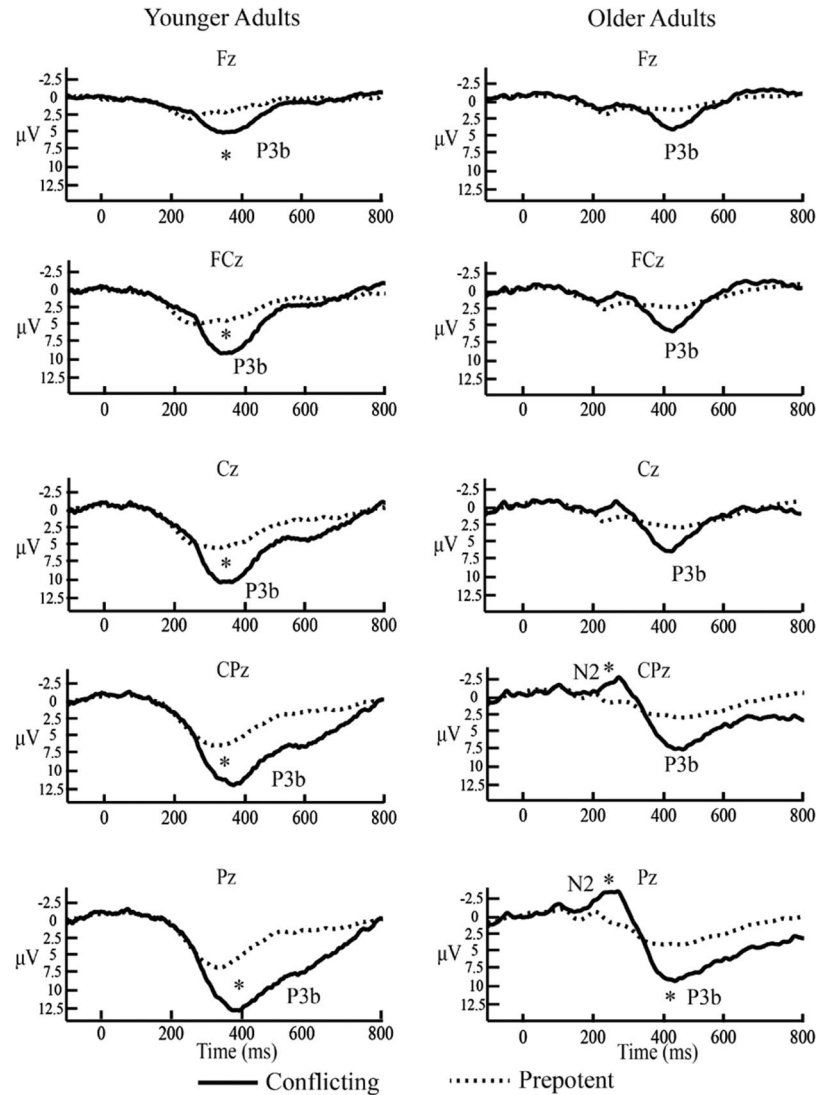 Younger Adults
Older Adults
Fz
-2.5
0
2.5
5
7.5
10
12.5
µV
*
P3b
0 200 400 600 800
Fz
-2.5
0
2.5
5
7.5
10
12.5
P3b
0 200 400 600 800
FCz
-2.5
0
2.5
5
7.5
10
12.5
µV
*
P3b
0 200 400 600 800
FCz
-2.5
0
2.5
5
7.5
10
12.5
µV
P3b
0 200 400 600 800
Cz
-2.5
0
2.5
5
7.5
10
12.5
µV
*
P3b
0 200 400 600 800
Cz
-2.5
0
2.5
5
7.5
10
12.5
µV
P3b
0 200 400 600 800
CPz
-2.5
0
2.5
5
7.5
10
12.5
µV
*
P3b
0 200 400 600 800
N2 * CPz
-2.5
0
2.5
5
7.5
10
12.5
µV
P3b
0 200 400 600 800
Pz
-2.5
0
2.5
5
7.5
10
12.5
µV
*
P3b
0 200 400 600 800
Time (ms)
N2 * Pz
-2.5
0
2.5
5
7.5
10
12.5
µV
* P3b
0 200 400 600 800
Time (ms)
Conflicting
Prepotent